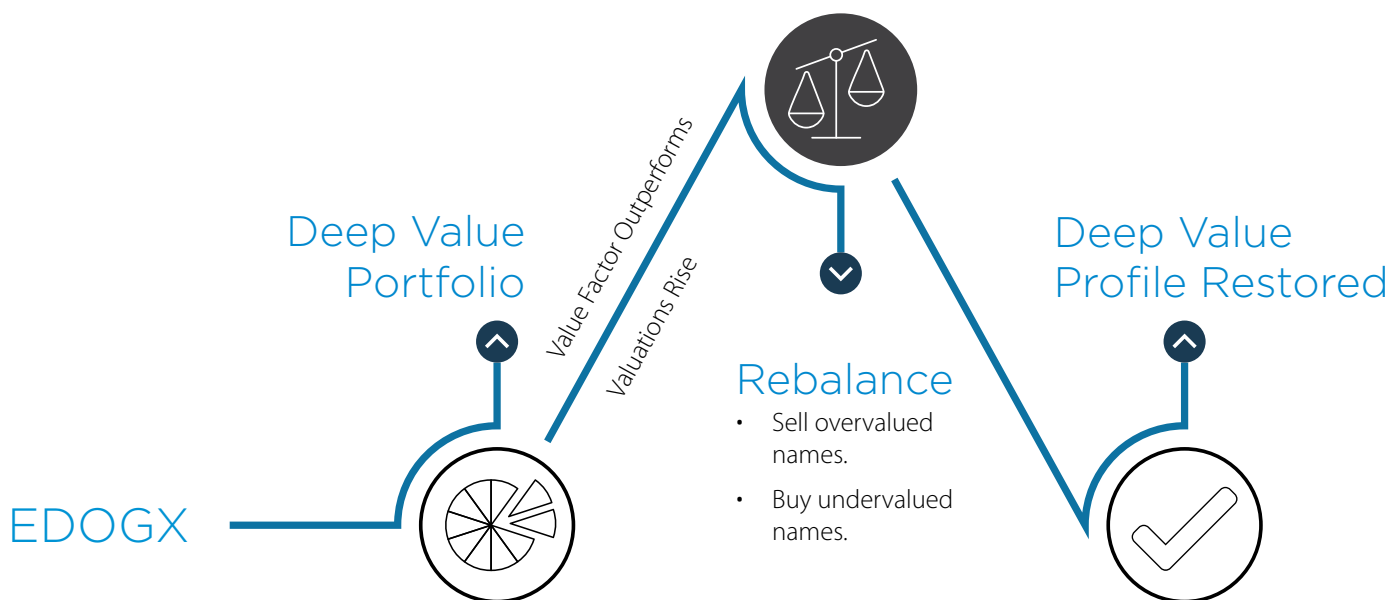 EDOGX
Deep Value
Portfolio
Value Factor Outperforms
Valuations Rise
Rebalance
• Sell overvalued
names.
• Buy undervalued
names.
Deep Value
Profile Restored